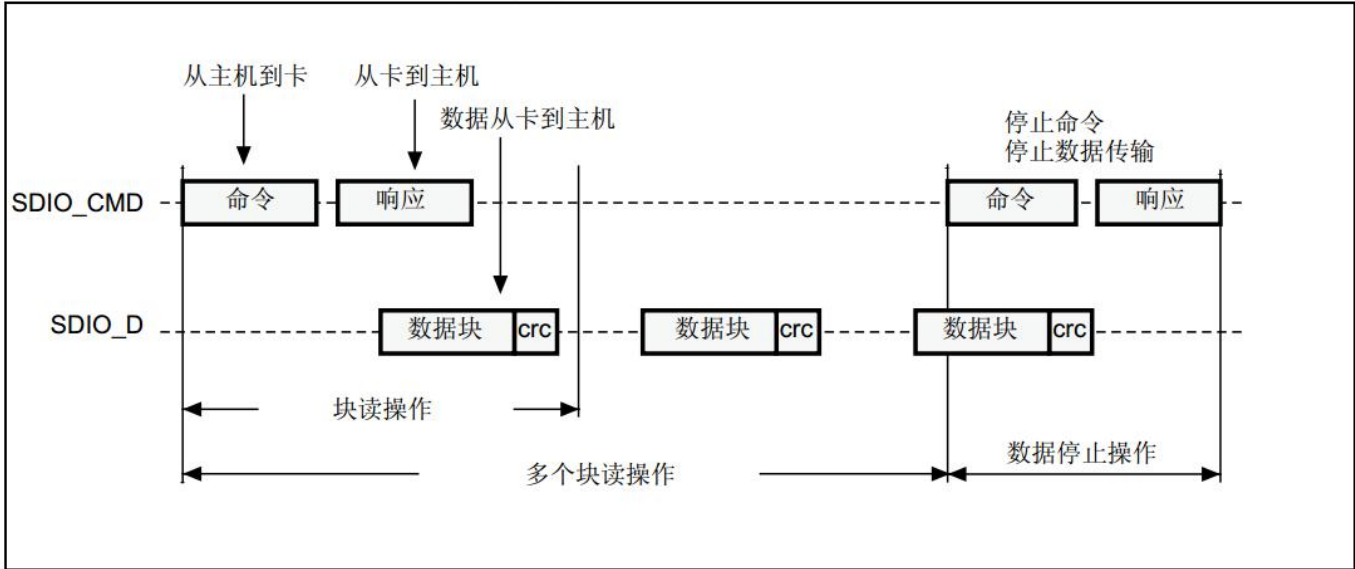 从主机到卡
从卡到主机
数据从卡到主机
停止命令
停止数据传输
SDIO_CMD
命令
响应
命令
响应
SDIO_D
数据块
crc
数据块
crc
数据块
crc
块读操作
多个块读操作
数据停止操作